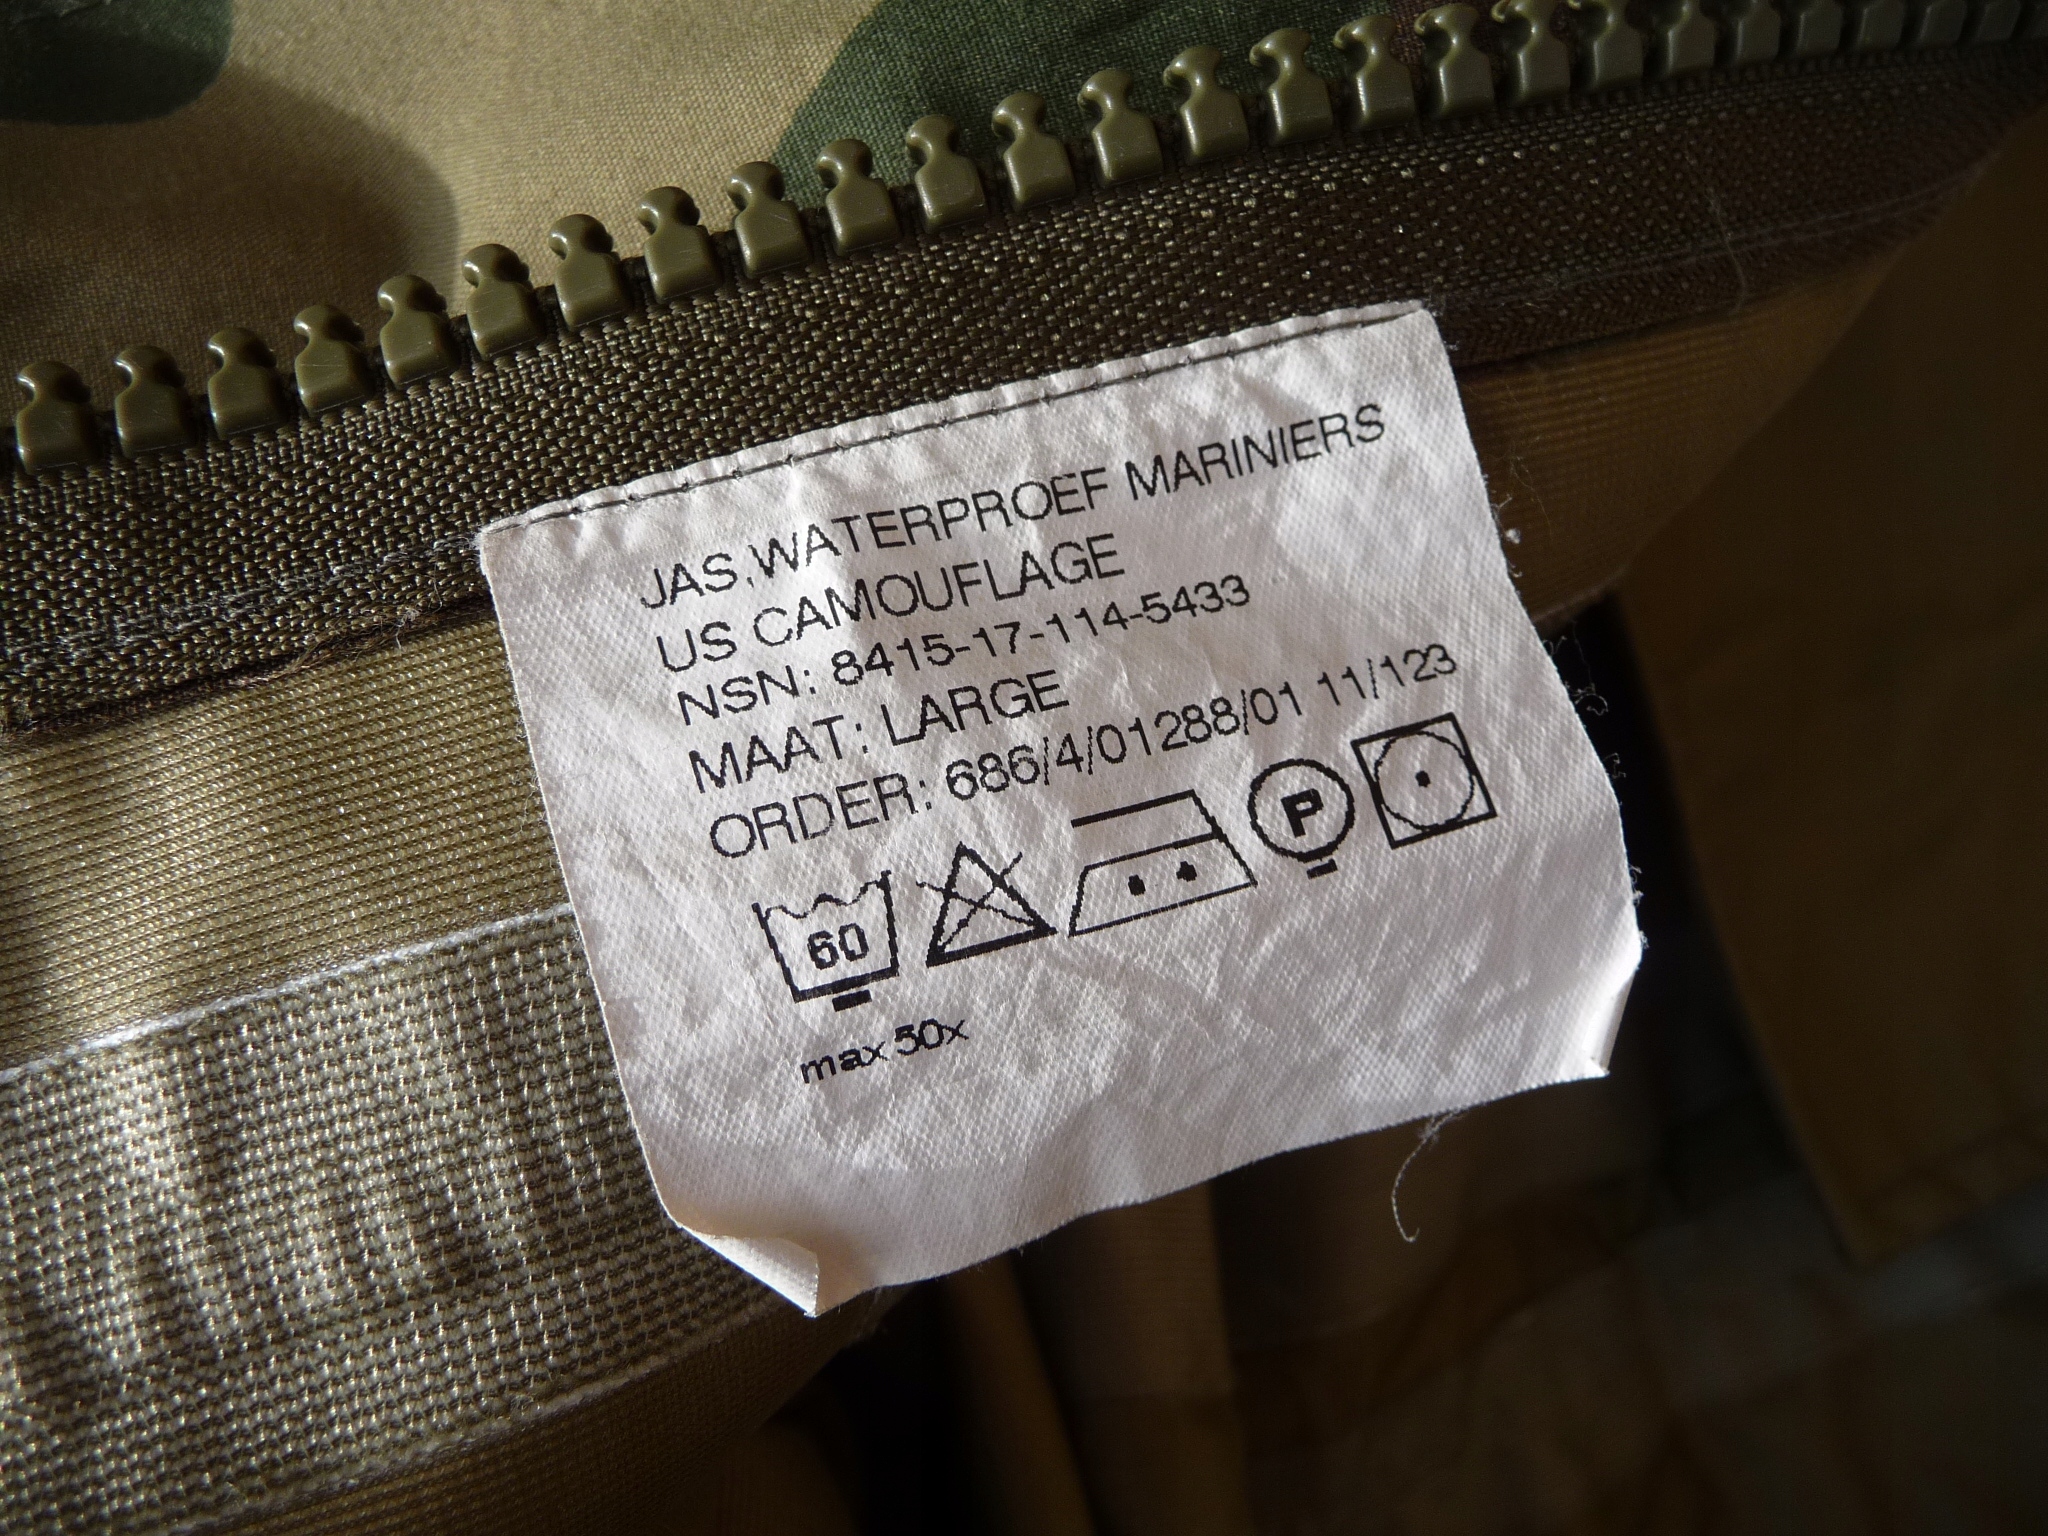 JAS,WATERPROEF MARINIERS
US CAMOUFLAGE
NSN: 8415-17-114-5433
MAAT: LARGE
ORDER: 686/4/01288/01 11/123
60 P
max 50x